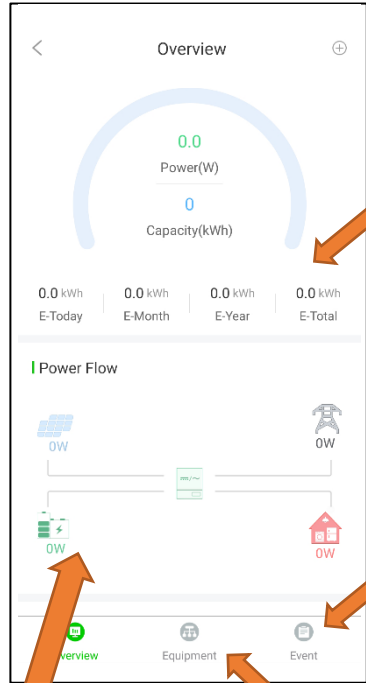 Overview
0.0
Power(W)
0
Capacity(kWh)
0.0 kWh 0.0 kWh 0.0 kWh 0.0 kWh
E-Today E-Month E-Year E-Total
Power Flow
0W 0W
0W 0W
verview Equipment Event